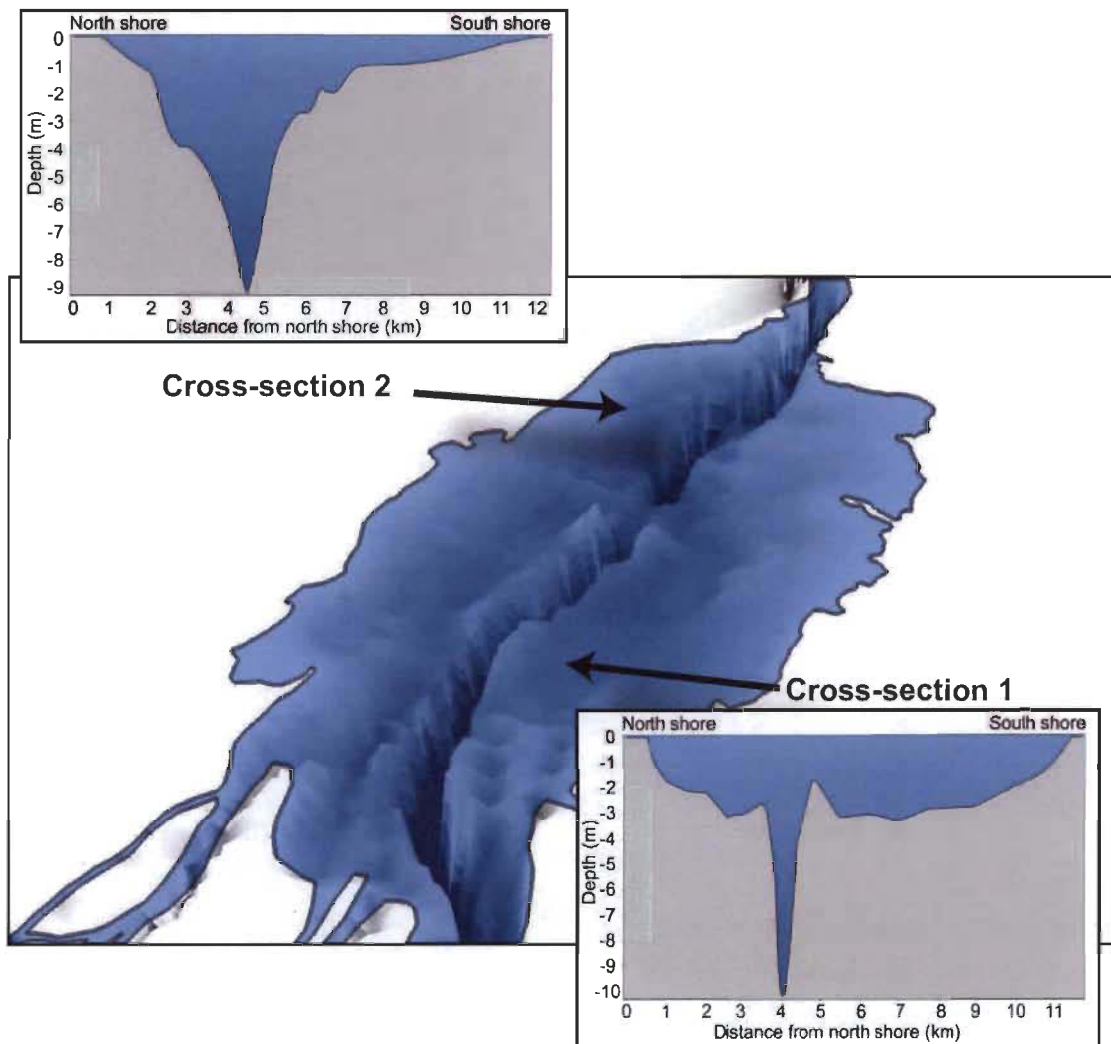 North shore South shore
0
-1
-2
-3
-4
-5
-6
-7
-8
-9
Depth (m)
0 1 2 3 4 5 6 7 8 9 10 11 12
Distance from north shore (km)
Cross-section 2
Cross-section 1
North shore South shore
0
-1
-2
-3
-4
-5
-6
-7
-8
-9
-10
Depth (m)
0 1 2 3 4 5 6 7 8 9 10 11
Distance from north shore (km)